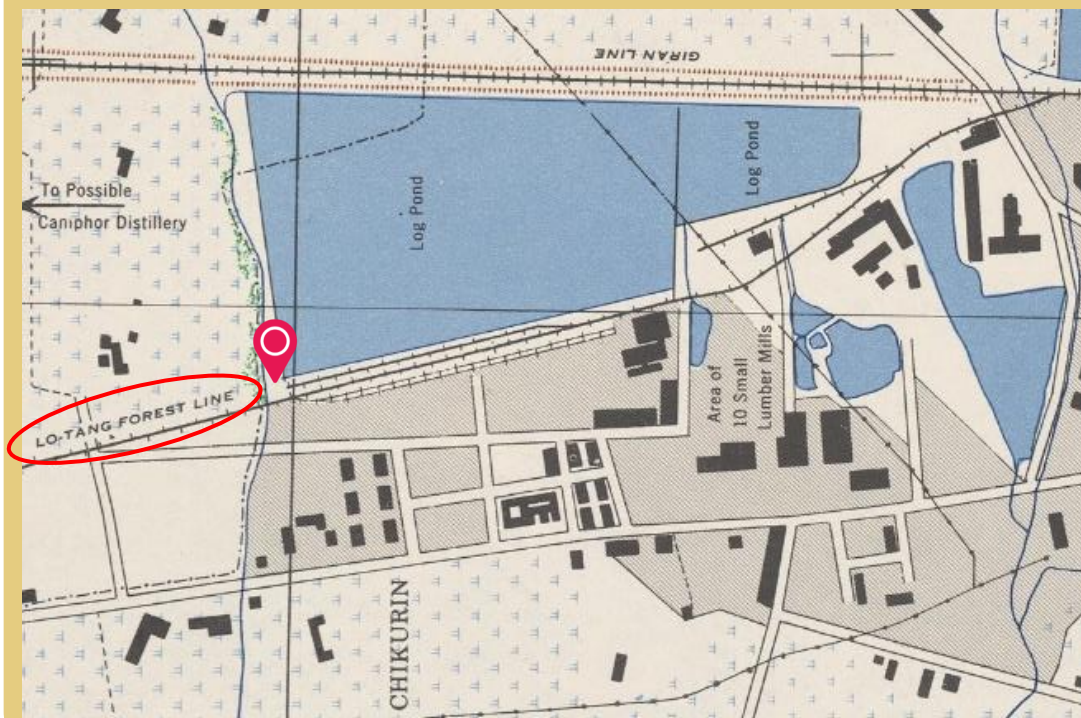 GIRAN LINE
To Possible
Camphor Distillery
Log Pond
Log Pond
LO-TANG FOREST LINE
Area of
10 Small
Lumber Mills
CHIKURIN